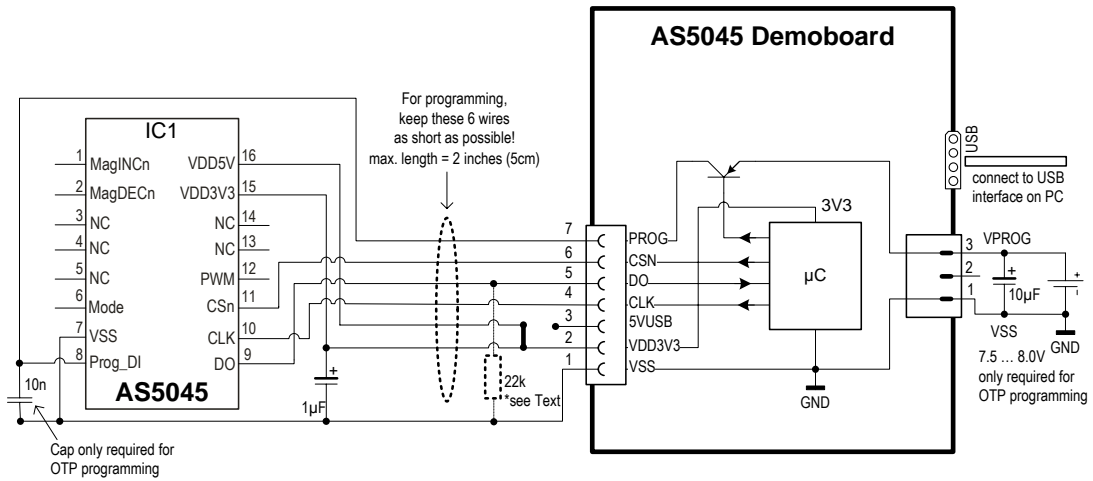 AS5045 Demoboard
For programming,
keep these 6 wires
as short as possible!
max. length = 2 inches (5cm)
IC1
1 MagINCn
2 MagDECn
3 NC
4 NC
5 NC
6 Mode
7 VSS
8 Prog_DI
VDD5V 16
VDD3V3 15
NC 14
NC 13
PWM 12
CSn 11
CLK 10
DO 9
AS5045
10n
Cap only required for
OTP programming
+
1µF
22k
*see Text
7 PROG
6 CSN
5 DO
4 CLK
3 5VUSB
2 VDD3V3
1 VSS
3V3
µC
GND
USB
connect to USB
interface on PC
3 VPROG
2
1
+
10µF
+
-
VSS
GND
7.5 ... 8.0V
only required for
OTP programming